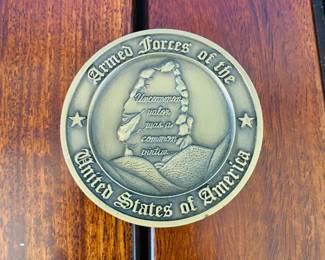 Armed Forces of the
Uncommon
valor
was a
common
virtue
United States of America